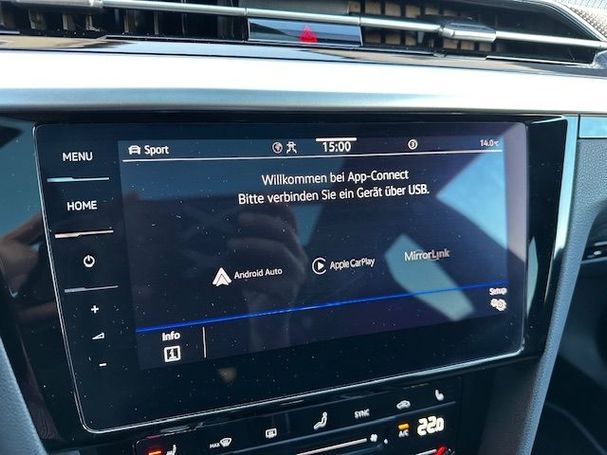 MENU
HOME
Sport
15:00
14.0°C
Willkommen bei App-Connect
Bitte verbinden Sie ein Gerät über USB.
Android Auto
Apple CarPlay
MirrorLink
Info
Setup
+
-
MAX
SYNC
A/C
22.0